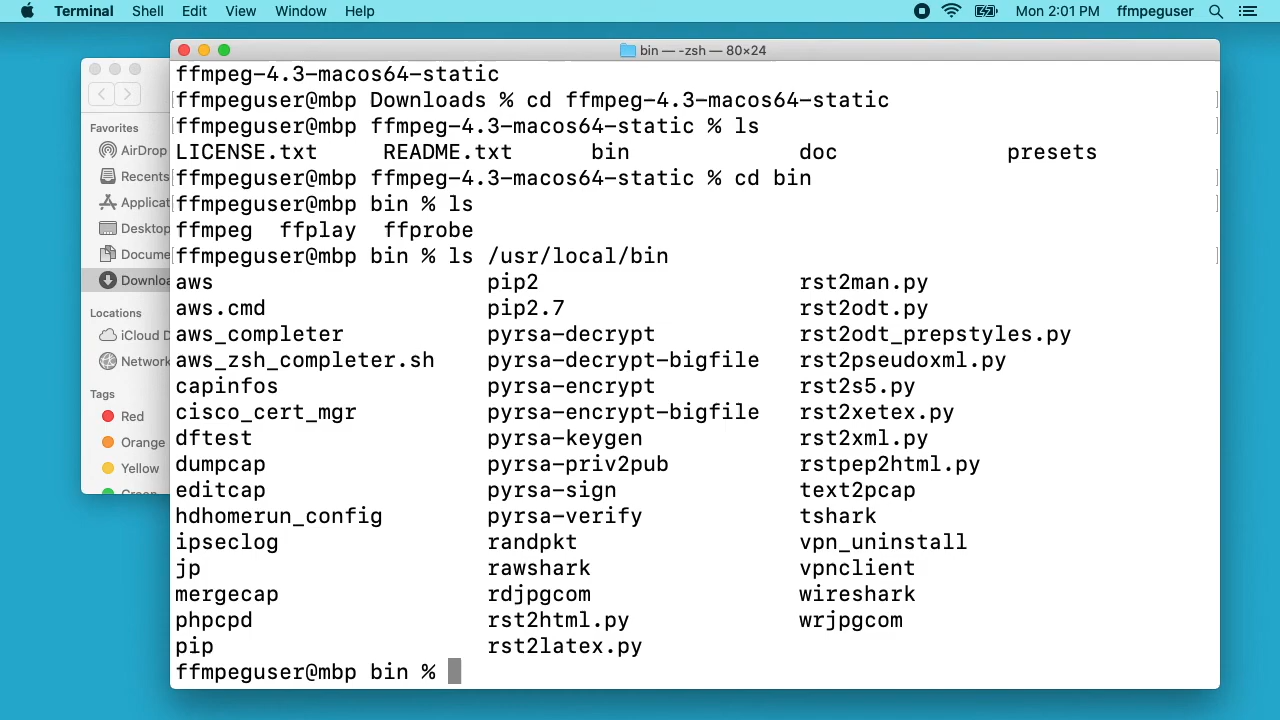 Terminal Shell Edit View Window Help Mon 2:01 PM ffmpeguser
bin — -zsh — 80×24
Favorites
AirDrop
Recents
Applicat
Desktop
Docume
Downloa
Locations
iCloud D
Network
Tags
Red
Orange
Yellow
Green
ffmpeg-4.3-macos64-static
ffmpeguser@mbp Downloads % cd ffmpeg-4.3-macos64-static
ffmpeguser@mbp ffmpeg-4.3-macos64-static % ls
LICENSE.txt README.txt bin doc presets
ffmpeguser@mbp ffmpeg-4.3-macos64-static % cd bin
ffmpeguser@mbp bin % ls
ffmpeg ffplay ffprobe
ffmpeguser@mbp bin % ls /usr/local/bin
aws pip2 rst2man.py
aws.cmd pip2.7 rst2odt.py
aws_completer pyrsa-decrypt rst2odt_prepstyles.py
aws_zsh_completer.sh pyrsa-decrypt-bigfile rst2pseudoxml.py
capinfos pyrsa-encrypt rst2s5.py
cisco_cert_mgr pyrsa-encrypt-bigfile rst2xetex.py
dftest pyrsa-keygen rst2xml.py
dumpcap pyrsa-priv2pub rstpep2html.py
editcap pyrsa-sign text2pcap
hdhomerun_config pyrsa-verify tshark
ipseclog randpkt vpn_uninstall
jp rawshark vpnclient
mergecap rdjpgcom wireshark
phpcpd rst2html.py wrjpgcom
pip rst2latex.py
ffmpeguser@mbp bin %